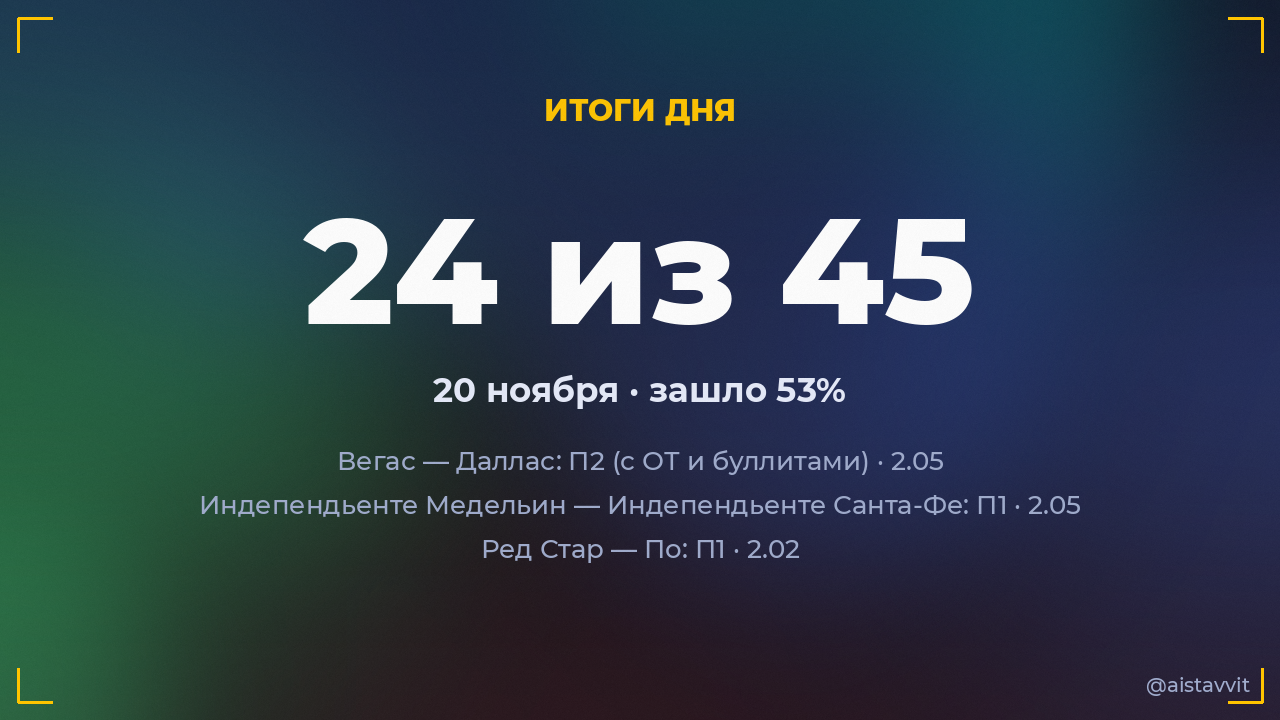 ИТОГИ ДНЯ
24 из 45
20 ноября · зашло 53%
Вегас — Даллас: П2 (с ОТ и буллитами) · 2.05
Индепендьенте Медельин — Индепендьенте Санта-Фе: П1 · 2.05
Ред Стар — По: П1 · 2.02
@aistavvit